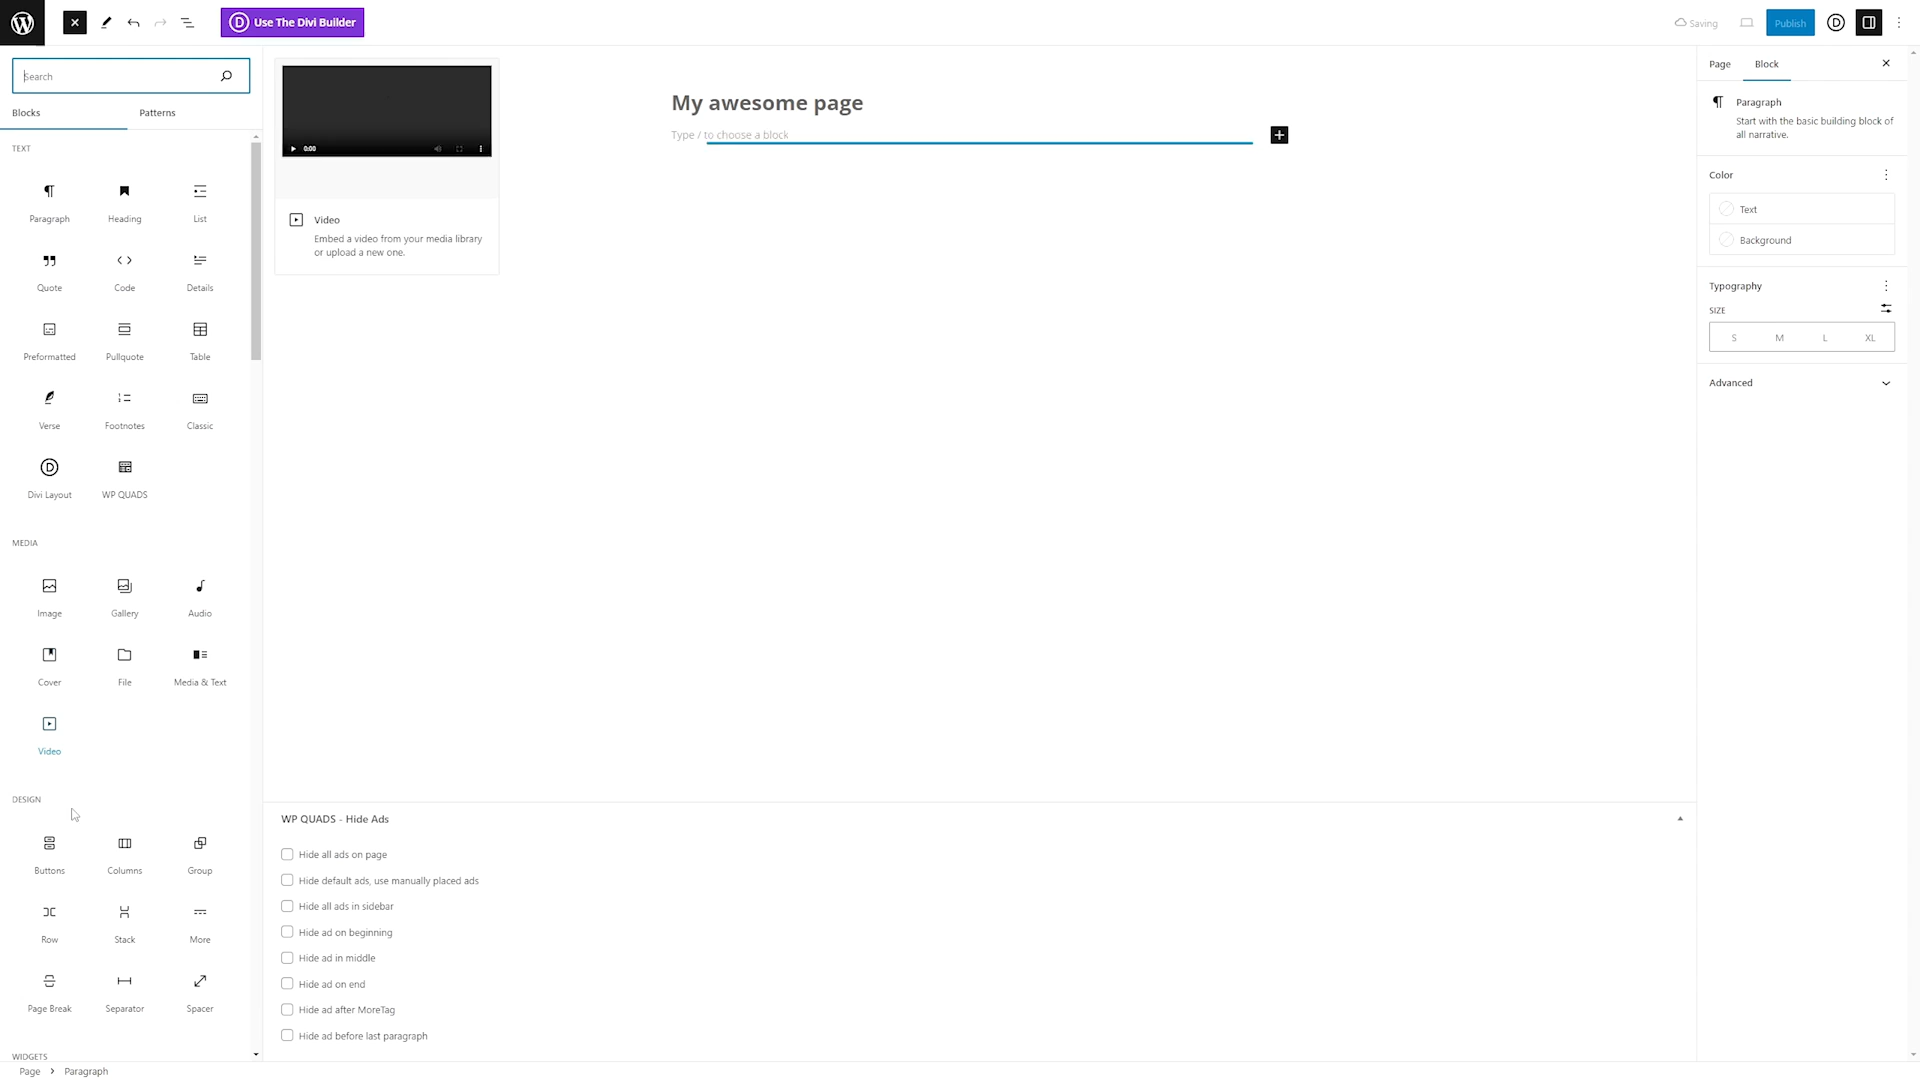 Use The Divi Builder
Saving
Publish
Search
Blocks Patterns
TEXT
Paragraph Heading List
Quote Code Details
Preformatted Pullquote Table
Verse Footnotes Classic
Divi Layout WP QUADS
MEDIA
Image Gallery Audio
Cover File Media & Text
Video
DESIGN
Buttons Columns Group
Row Stack More
Page Break Separator Spacer
WIDGETS
0:00
Video
Embed a video from your media library
or upload a new one.
My awesome page
Type / to choose a block
WP QUADS - Hide Ads
Hide all ads on page
Hide default ads, use manually placed ads
Hide all ads in sidebar
Hide ad on beginning
Hide ad in middle
Hide ad on end
Hide ad after MoreTag
Hide ad before last paragraph
Page Block
Paragraph
Start with the basic building block of
all narrative.
Color
Text
Background
Typography
SIZE
S M L XL
Advanced
Page > Paragraph